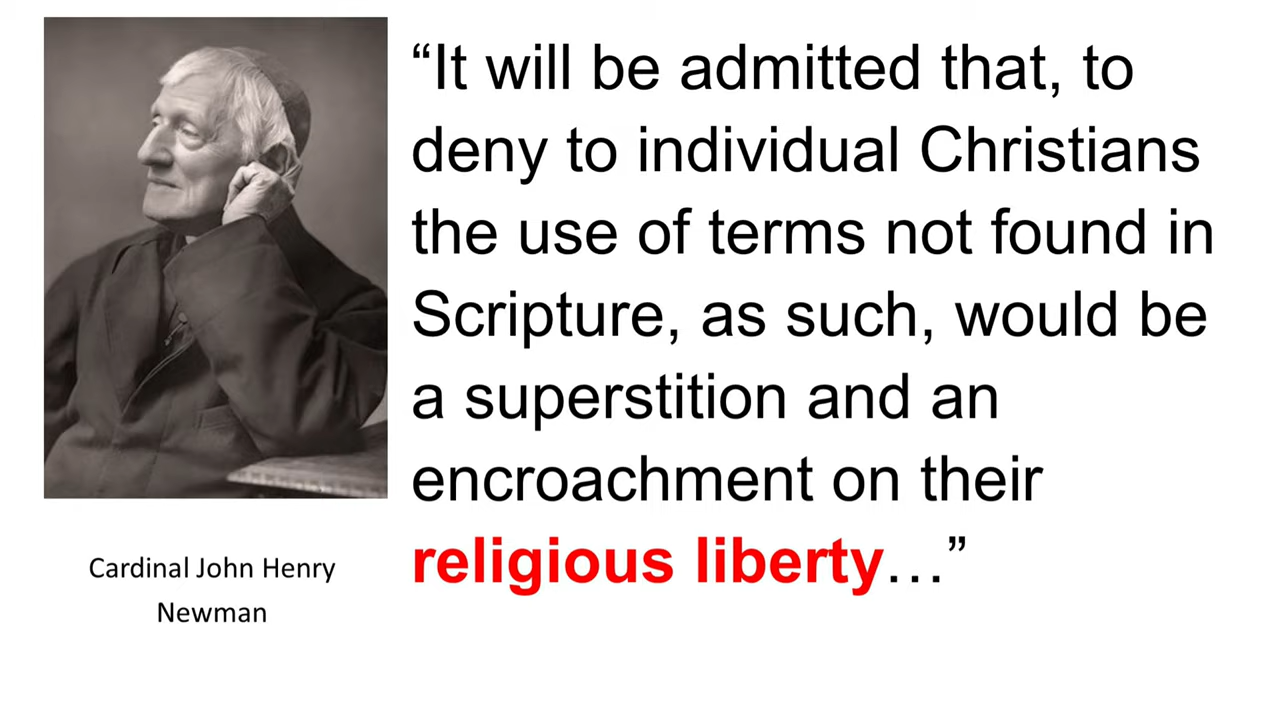 “It will be admitted that, to
deny to individual Christians
the use of terms not found in
Scripture, as such, would be
a superstition and an
encroachment on their
religious liberty…”
Cardinal John Henry
Newman